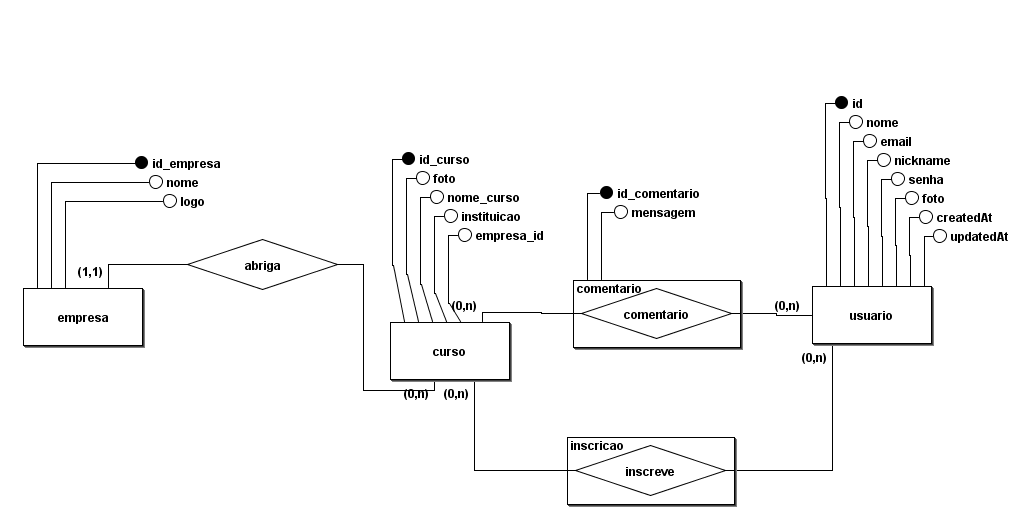 id_empresa
nome
logo
(1,1)
empresa
abriga
id_curso
foto
nome_curso
instituicao
empresa_id
(0,n)
curso
(0,n)
(0,n)
id_comentario
mensagem
comentario
comentario
(0,n)
id
nome
email
nickname
senha
foto
createdAt
updatedAt
usuario
(0,n)
inscricao
inscreve